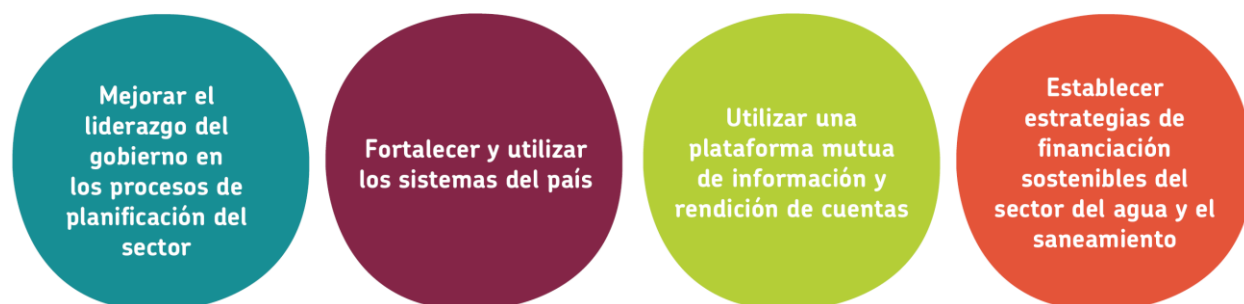 Mejorar el
liderazgo del
gobierno en
los procesos de
planificación del
sector
Fortalecer y utilizar
los sistemas del país
Utilizar una
plataforma mutua
de información y
rendición de cuentas
Establecer
estrategias de
financiación
sostenibles del
sector del agua y el
saneamiento